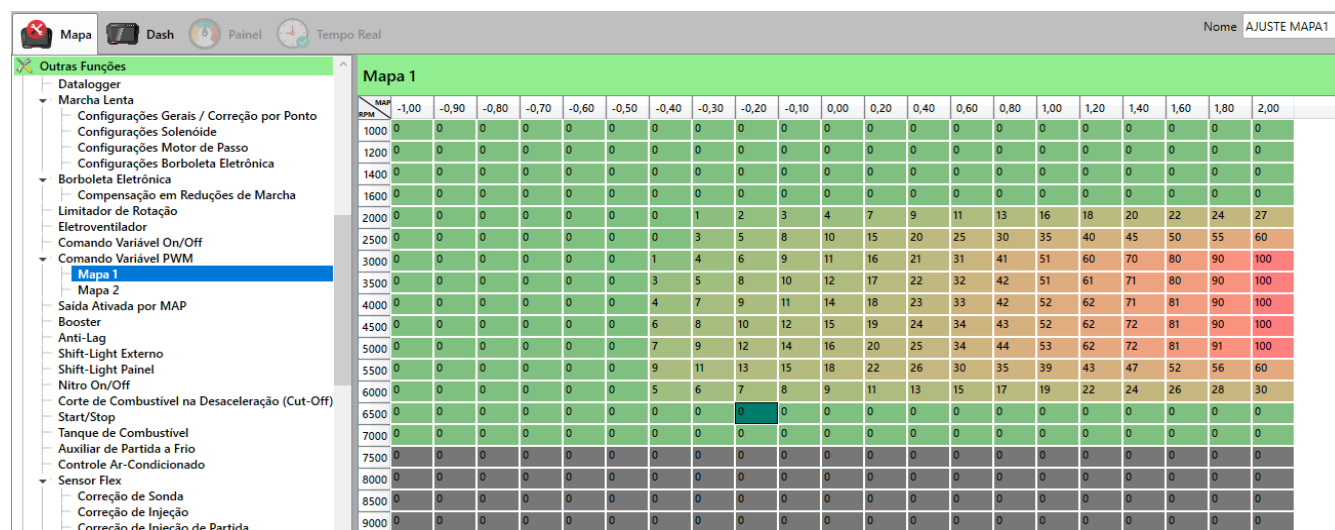 Mapa Dash Painel Tempo Real Nome AJUSTE MAPA1
Outras Funções
Datalogger
Marcha Lenta
Configurações Gerais / Correção por Ponto
Configurações Solenóide
Configurações Motor de Passo
Configurações Borboleta Eletrônica
Borboleta Eletrônica
Compensação em Reduções de Marcha
Limitador de Rotação
Eletroventilador
Comando Variável On/Off
Comando Variável PWM
Mapa 1
Mapa 2
Saída Ativada por MAP
Booster
Anti-Lag
Shift-Light Externo
Shift-Light Painel
Nitro On/Off
Corte de Combustível na Desaceleração (Cut-Off)
Start/Stop
Tanque de Combustível
Auxiliar de Partida a Frio
Controle Ar-Condicionado
Sensor Flex
Correção de Sonda
Correção de Injeção
Correção de Injeção de Partida
Mapa 1
MAP
RPM -1,00 -0,90 -0,80 -0,70 -0,60 -0,50 -0,40 -0,30 -0,20 -0,10 0,00 0,20 0,40 0,60 0,80 1,00 1,20 1,40 1,60 1,80 2,00
1000 0 0 0 0 0 0 0 0 0 0 0 0 0 0 0 0 0 0 0 0 0
1200 0 0 0 0 0 0 0 0 0 0 0 0 0 0 0 0 0 0 0 0 0
1400 0 0 0 0 0 0 0 0 0 0 0 0 0 0 0 0 0 0 0 0 0
1600 0 0 0 0 0 0 0 0 0 0 0 0 0 0 0 0 0 0 0 0 0
2000 0 0 0 0 0 0 0 1 2 3 4 7 9 11 13 16 18 20 22 24 27
2500 0 0 0 0 0 0 0 3 5 8 10 15 20 25 30 35 40 45 50 55 60
3000 0 0 0 0 0 0 1 4 6 9 11 16 21 31 41 51 60 70 80 90 100
3500 0 0 0 0 0 0 3 5 8 10 12 17 22 32 42 51 61 71 80 90 100
4000 0 0 0 0 0 0 4 7 9 11 14 18 23 33 42 52 62 71 81 90 100
4500 0 0 0 0 0 0 6 8 10 12 15 19 24 34 43 52 62 72 81 90 100
5000 0 0 0 0 0 0 7 9 12 14 16 20 25 34 44 53 62 72 81 91 100
5500 0 0 0 0 0 0 9 11 13 15 18 22 26 30 35 39 43 47 52 56 60
6000 0 0 0 0 0 0 5 6 7 8 9 11 13 15 17 19 22 24 26 28 30
6500 0 0 0 0 0 0 0 0 0 0 0 0 0 0 0 0 0 0 0 0 0
7000 0 0 0 0 0 0 0 0 0 0 0 0 0 0 0 0 0 0 0 0 0
7500 0 0 0 0 0 0 0 0 0 0 0 0 0 0 0 0 0 0 0 0 0
8000 0 0 0 0 0 0 0 0 0 0 0 0 0 0 0 0 0 0 0 0 0
8500 0 0 0 0 0 0 0 0 0 0 0 0 0 0 0 0 0 0 0 0 0
9000 0 0 0 0 0 0 0 0 0 0 0 0 0 0 0 0 0 0 0 0 0